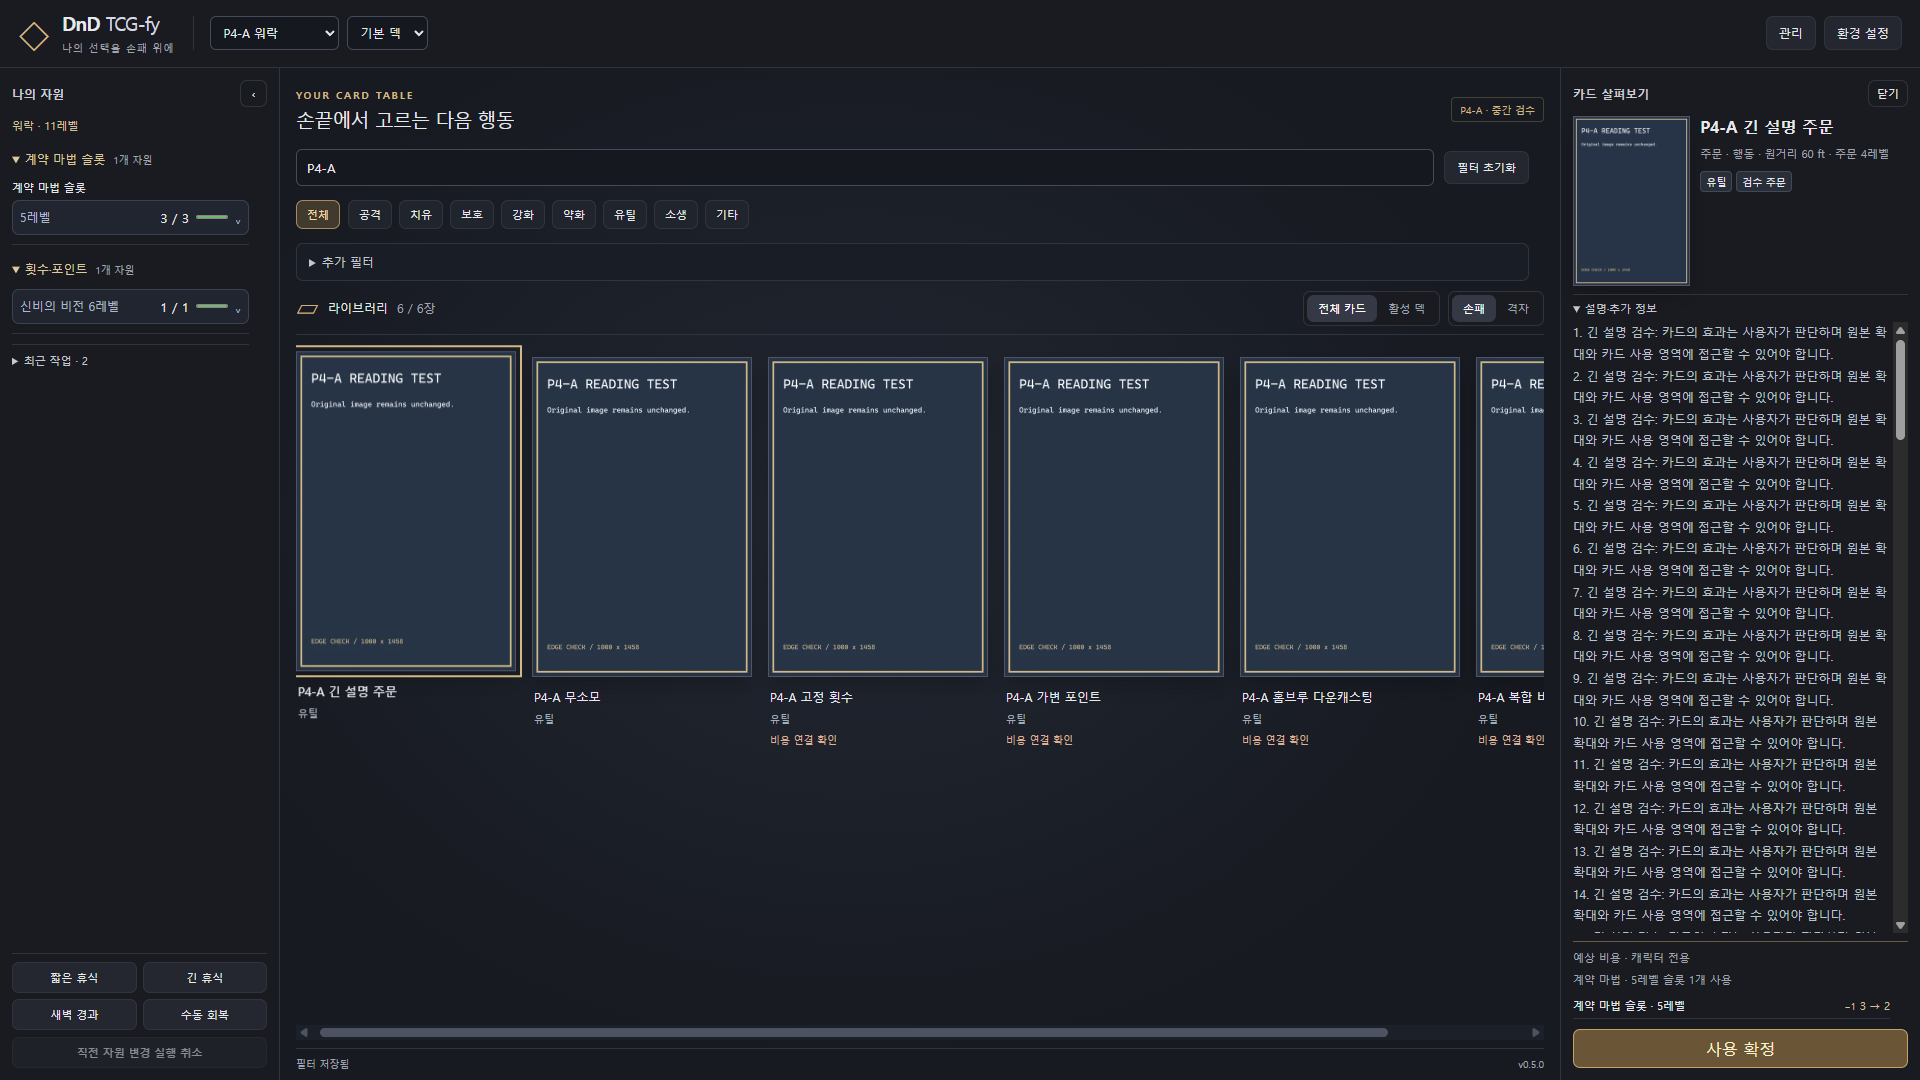 DnD TCG-fy
나의 선택을 손패 위에
P4-A 워락
기본 덱
관리
환경 설정
나의 자원
워락 · 11레벨
▼ 계약 마법 슬롯 1개 자원
계약 마법 슬롯
5레벨 3 / 3
▼ 횟수·포인트 1개 자원
신비의 비전 6레벨 1 / 1
▶ 최근 작업 · 2
짧은 휴식
긴 휴식
새벽 경과
수동 회복
직전 자원 변경 실행 취소
YOUR CARD TABLE
손끝에서 고르는 다음 행동
P4-A · 중간 검수
P4-A
필터 초기화
전체
공격
치유
보호
강화
약화
유틸
소생
기타
▶ 추가 필터
라이브러리 6 / 6장
전체 카드
활성 덱
손패
격자
P4-A READING TEST
Original image remains unchanged.
EDGE CHECK / 1000 x 1458
P4-A 긴 설명 주문
유틸
P4-A READING TEST
Original image remains unchanged.
EDGE CHECK / 1000 x 1458
P4-A 무소모
유틸
P4-A READING TEST
Original image remains unchanged.
EDGE CHECK / 1000 x 1458
P4-A 고정 횟수
유틸
비용 연결 확인
P4-A READING TEST
Original image remains unchanged.
EDGE CHECK / 1000 x 1458
P4-A 가변 포인트
유틸
비용 연결 확인
P4-A READING TEST
Original image remains unchanged.
EDGE CHECK / 1000 x 1458
P4-A 홈브루 다운캐스팅
유틸
비용 연결 확인
P4-A RE
Original ima
EDGE CHECK / 1
P4-A 복합 비
유틸
비용 연결 확인
필터 저장됨
v0.5.0
카드 살펴보기
닫기
P4-A READING TEST
Original image remains unchanged.
EDGE CHECK / 1000 x 1458
P4-A 긴 설명 주문
주문 · 행동 · 원거리 60 ft · 주문 4레벨
유틸
검수 주문
▼ 설명·추가 정보
1. 긴 설명 검수: 카드의 효과는 사용자가 판단하며 원본 확
대와 카드 사용 영역에 접근할 수 있어야 합니다.
2. 긴 설명 검수: 카드의 효과는 사용자가 판단하며 원본 확
대와 카드 사용 영역에 접근할 수 있어야 합니다.
3. 긴 설명 검수: 카드의 효과는 사용자가 판단하며 원본 확
대와 카드 사용 영역에 접근할 수 있어야 합니다.
4. 긴 설명 검수: 카드의 효과는 사용자가 판단하며 원본 확
대와 카드 사용 영역에 접근할 수 있어야 합니다.
5. 긴 설명 검수: 카드의 효과는 사용자가 판단하며 원본 확
대와 카드 사용 영역에 접근할 수 있어야 합니다.
6. 긴 설명 검수: 카드의 효과는 사용자가 판단하며 원본 확
대와 카드 사용 영역에 접근할 수 있어야 합니다.
7. 긴 설명 검수: 카드의 효과는 사용자가 판단하며 원본 확
대와 카드 사용 영역에 접근할 수 있어야 합니다.
8. 긴 설명 검수: 카드의 효과는 사용자가 판단하며 원본 확
대와 카드 사용 영역에 접근할 수 있어야 합니다.
9. 긴 설명 검수: 카드의 효과는 사용자가 판단하며 원본 확
대와 카드 사용 영역에 접근할 수 있어야 합니다.
10. 긴 설명 검수: 카드의 효과는 사용자가 판단하며 원본
확대와 카드 사용 영역에 접근할 수 있어야 합니다.
11. 긴 설명 검수: 카드의 효과는 사용자가 판단하며 원본
확대와 카드 사용 영역에 접근할 수 있어야 합니다.
12. 긴 설명 검수: 카드의 효과는 사용자가 판단하며 원본
확대와 카드 사용 영역에 접근할 수 있어야 합니다.
13. 긴 설명 검수: 카드의 효과는 사용자가 판단하며 원본
확대와 카드 사용 영역에 접근할 수 있어야 합니다.
14. 긴 설명 검수: 카드의 효과는 사용자가 판단하며 원본
확대와 카드 사용 영역에 접근할 수 있어야 합니다.
예상 비용 · 캐릭터 전용
계약 마법 · 5레벨 슬롯 1개 사용
계약 마법 슬롯 · 5레벨 −1 3 → 2
사용 확정